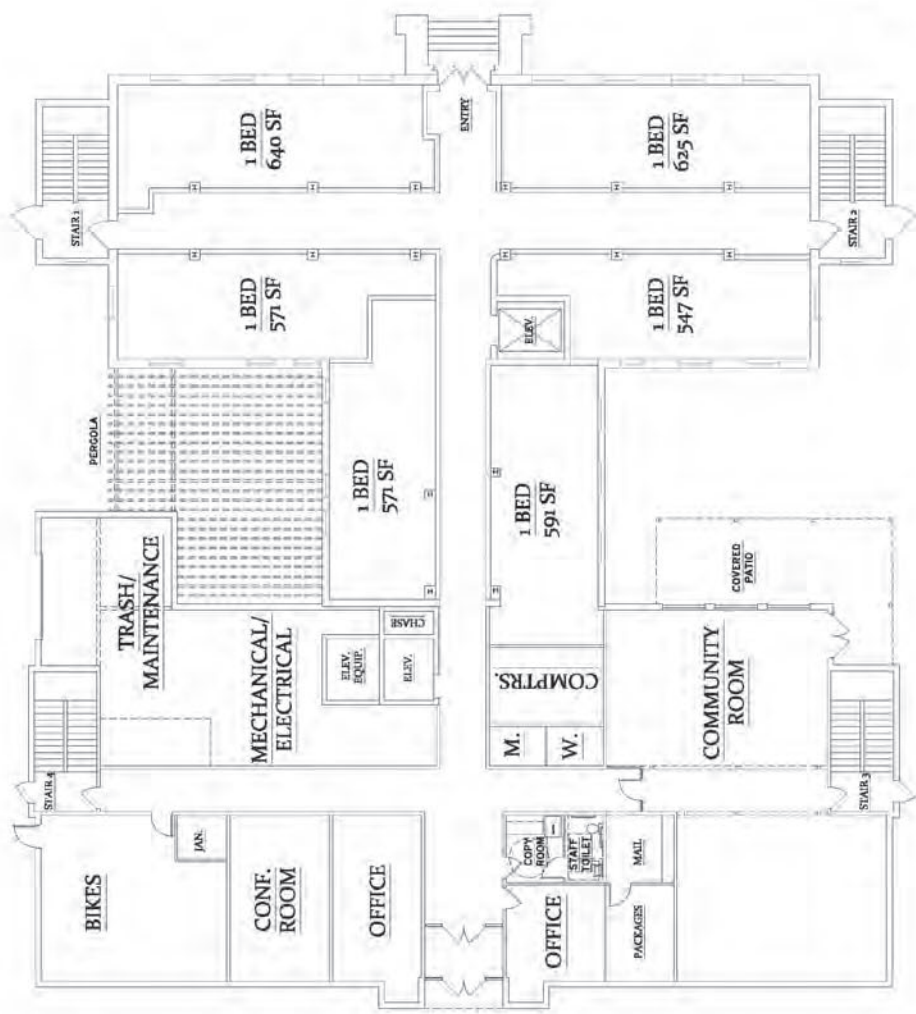 ENTRY
1 BED
640 SF
1 BED
625 SF
STAIR 1
STAIR 2
1 BED
571 SF
ELEV.
1 BED
547 SF
PERGOLA
1 BED
571 SF
1 BED
591 SF
COVERED
PATIO
TRASH/
MAINTENANCE
MECHANICAL/
ELECTRICAL
CHASE
ELEV.
EQUIP.
ELEV.
COMPTRS.
COMMUNITY
ROOM
M.
W.
STAIR 4
STAIR 3
BIKES
JAN.
CONF.
ROOM
OFFICE
COPY
ROOM
STAFF
TOILET
MAIL
OFFICE
PACKAGES